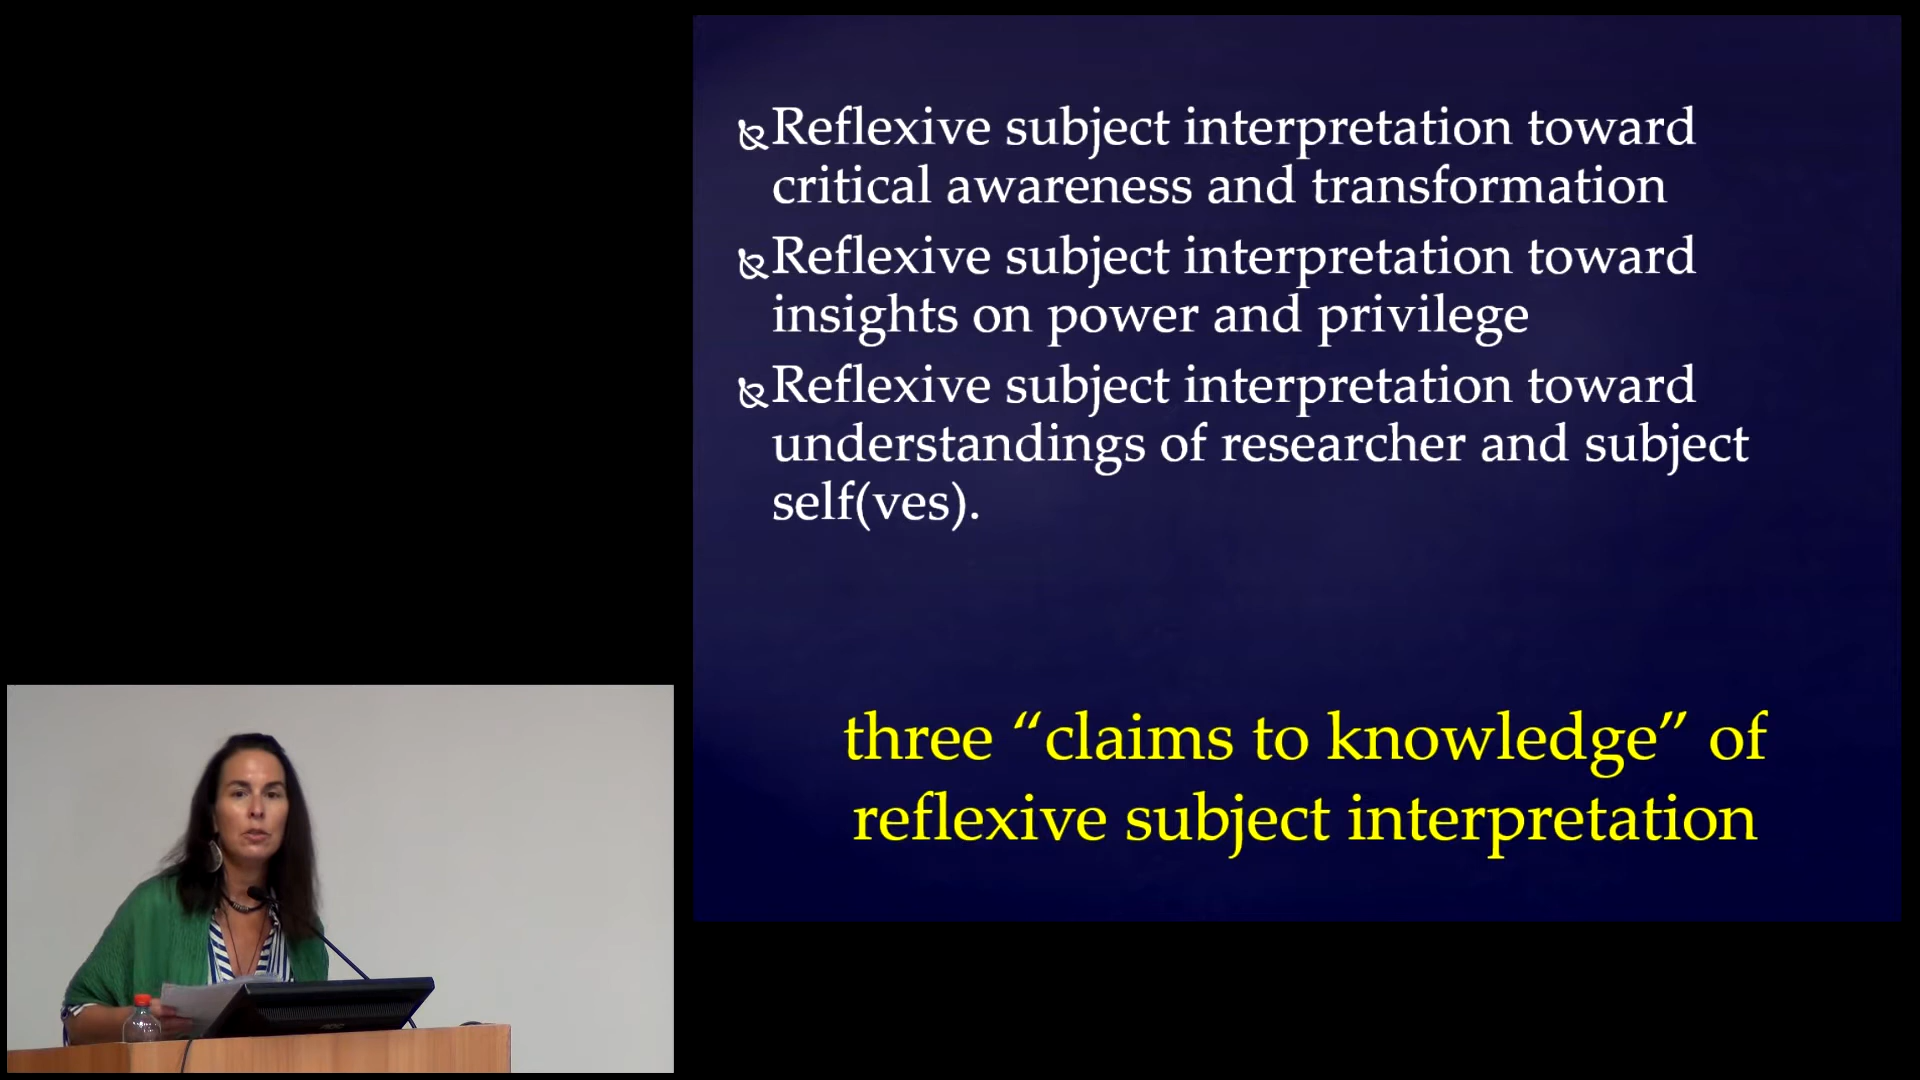 Reflexive subject interpretation toward
critical awareness and transformation
Reflexive subject interpretation toward
insights on power and privilege
Reflexive subject interpretation toward
understandings of researcher and subject
self(ves).
three “claims to knowledge” of
reflexive subject interpretation